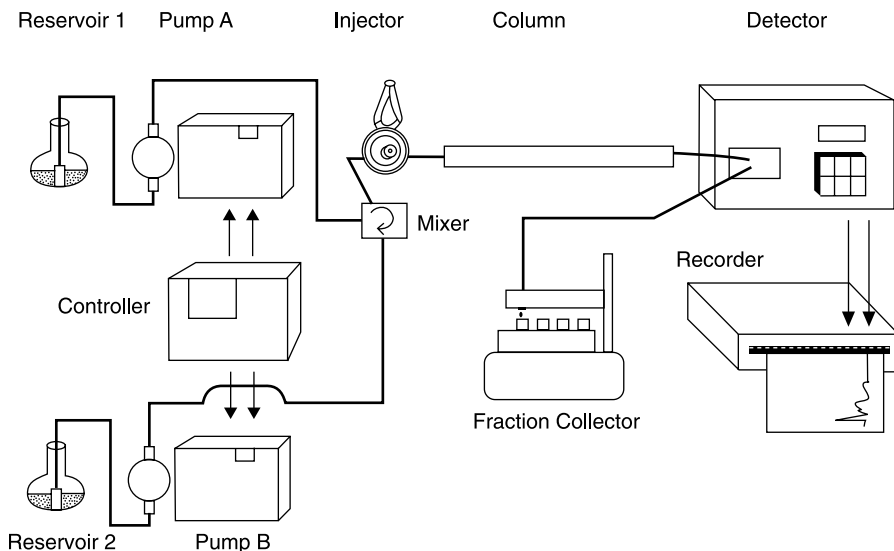 Reservoir 1
Pump A
Injector
Column
Detector
Mixer
Controller
Recorder
Fraction Collector
Reservoir 2
Pump B